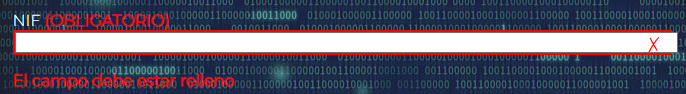 NIF (OBLIGATORIO)
X
El campo debe estar relleno